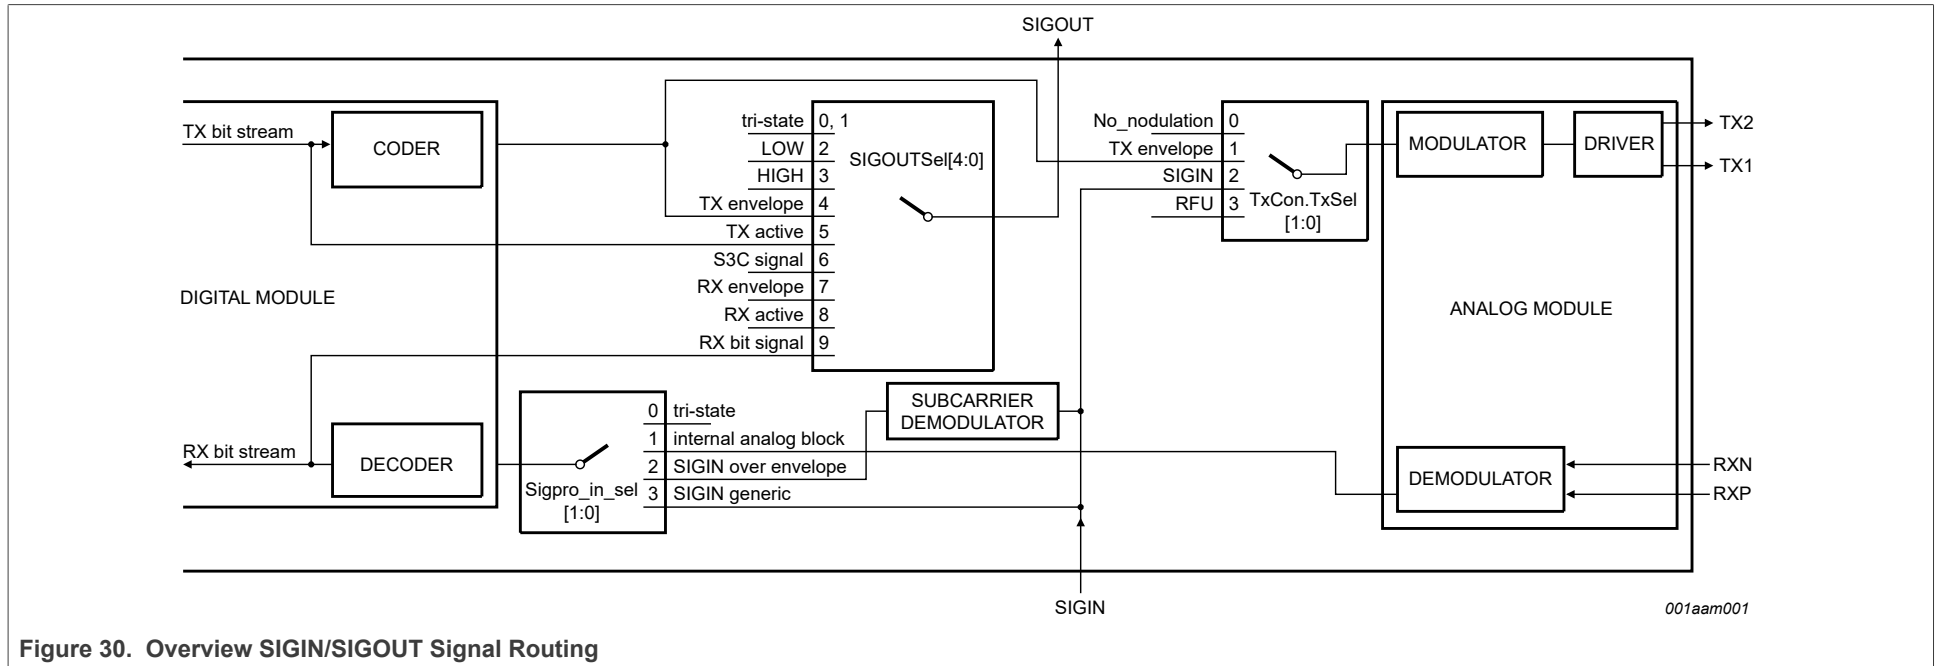 SIGOUT
TX bit stream
CODER
tri-state 0, 1
LOW 2
HIGH 3
TX envelope 4
TX active 5
S3C signal 6
RX envelope 7
RX active 8
RX bit signal 9
SIGOUTSel[4:0]
No_nodulation 0
TX envelope 1
SIGIN 2
RFU 3
TxCon.TxSel
[1:0]
MODULATOR
DRIVER
TX2
TX1
DIGITAL MODULE
ANALOG MODULE
RX bit stream
DECODER
Sigpro_in_sel
[1:0]
0 tri-state
1 internal analog block
2 SIGIN over envelope
3 SIGIN generic
SUBCARRIER
DEMODULATOR
DEMODULATOR
RXN
RXP
SIGIN
001aam001
Figure 30. Overview SIGIN/SIGOUT Signal Routing